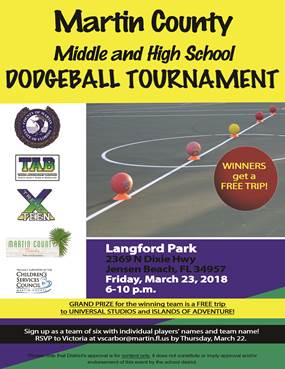 Martin County
Middle and High School
DODGEBALL TOURNAMENT
TAB
X
4TEEN
MARTIN COUNTY
CHILDREN'S
SERVICES
COUNCIL
WINNERS
get a
FREE TRIP!
Langford Park
2369 N Dixie Hwy
Jensen Beach, FL 34957
Friday, March 23, 2018
6-10 p.m.
GRAND PRIZE for the winning team is a FREE trip
to UNIVERSAL STUDIOS and ISLANDS OF ADVENTURE!
Sign up as a team of six with individual players' names and team name!
RSVP to Victoria at vscarbor@martin.fl.us by Thursday, March 22.
Please note that District's approval is for content only. It does not constitute or imply approval and/or
endorsement of this event by the school district.